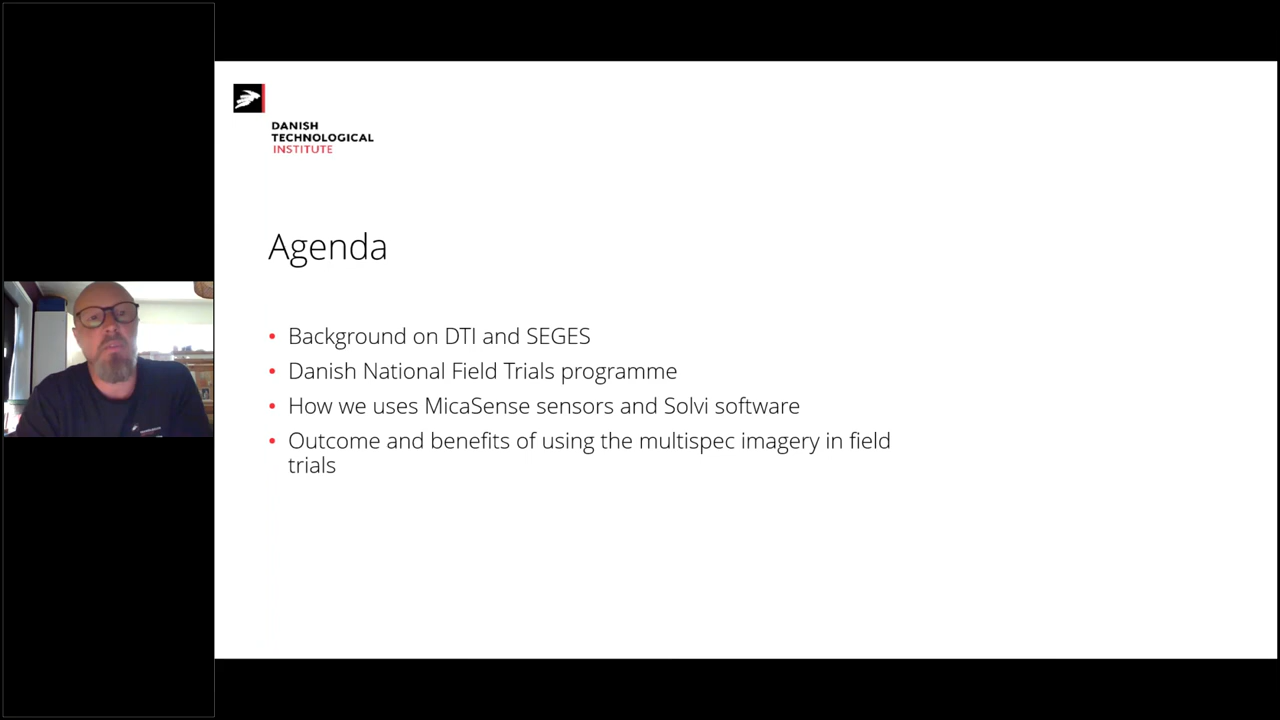 DANISH
TECHNOLOGICAL
INSTITUTE
Agenda
• Background on DTI and SEGES
• Danish National Field Trials programme
• How we uses MicaSense sensors and Solvi software
• Outcome and benefits of using the multispec imagery in field
trials